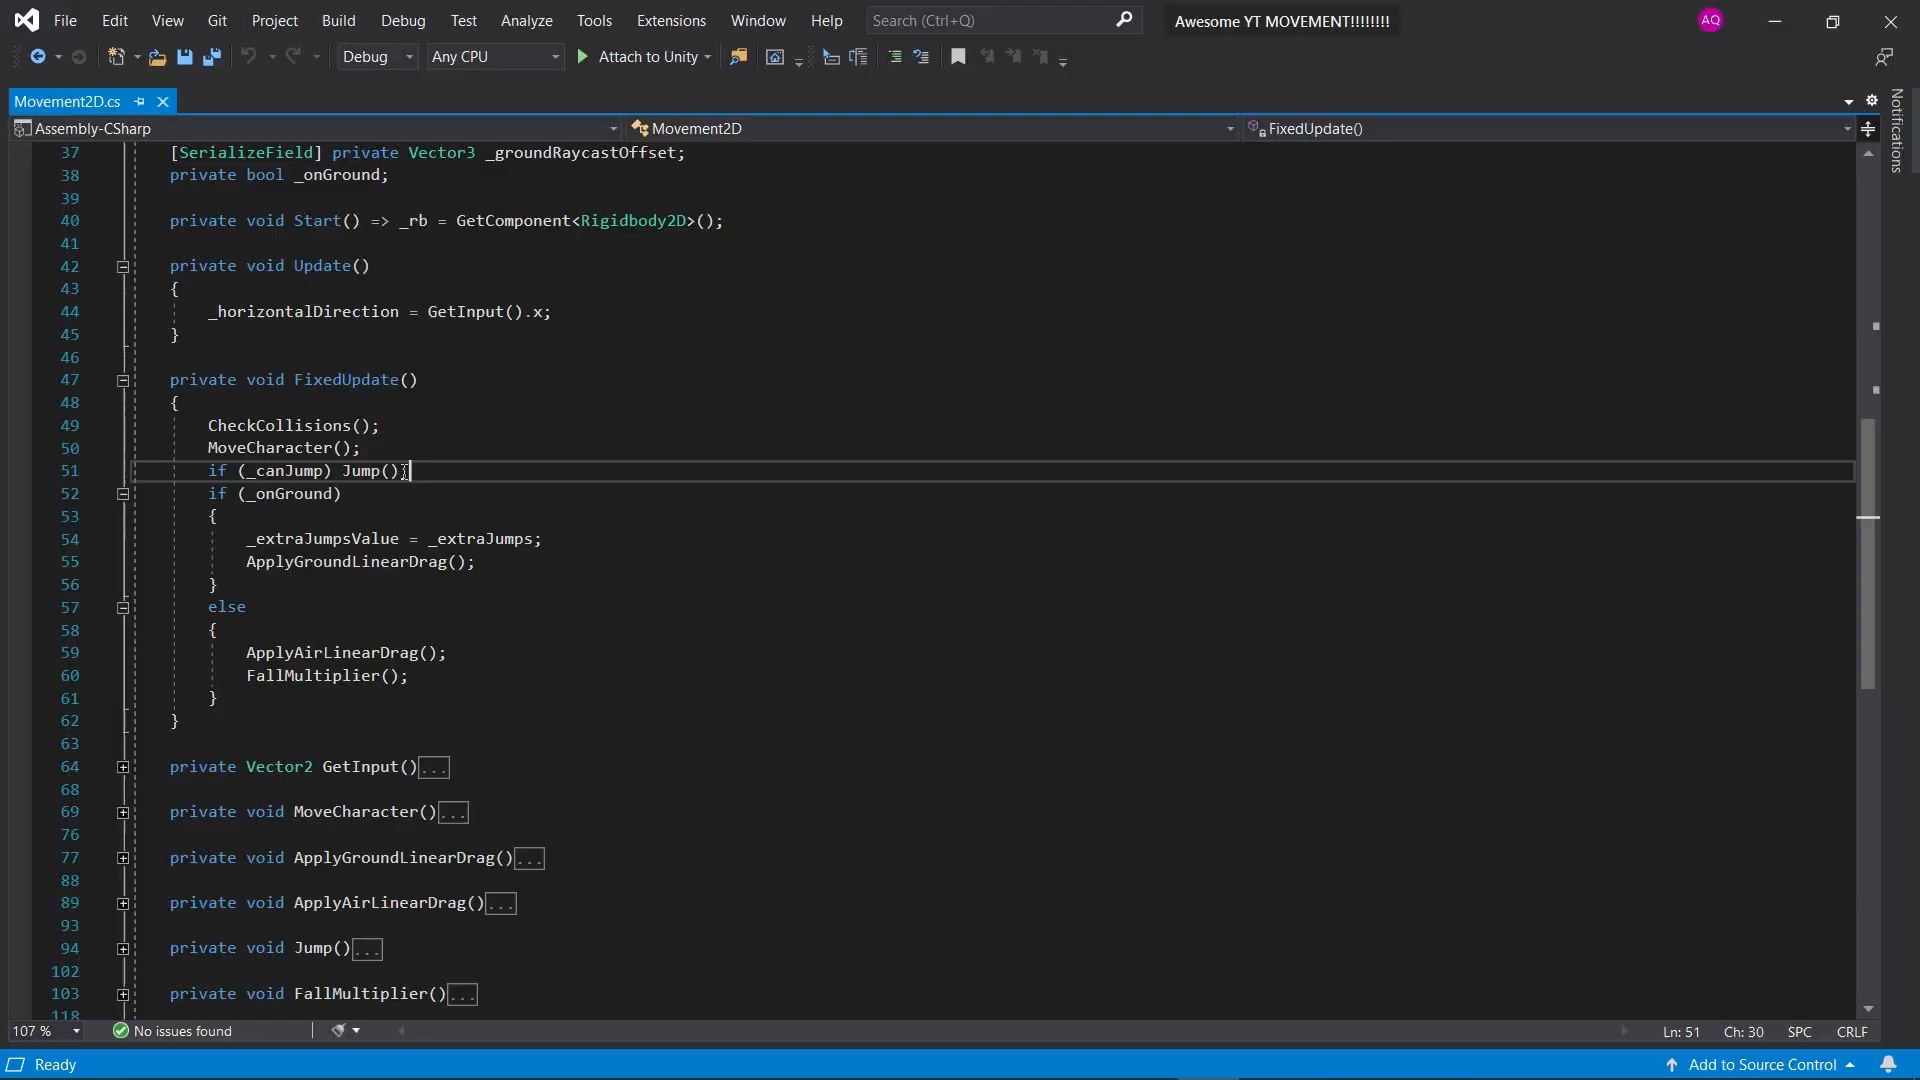 File Edit View Git Project Build Debug Test Analyze Tools Extensions Window Help Search (Ctrl+Q) Awesome YT MOVEMENT!!!!!!!! AQ
Debug Any CPU Attach to Unity
Movement2D.cs
Assembly-CSharp Movement2D FixedUpdate()
Notifications
37 [SerializeField] private Vector3 _groundRaycastOffset;
38 private bool _onGround;
39
40 private void Start() => _rb = GetComponent<Rigidbody2D>();
41
42 private void Update()
43 {
44 _horizontalDirection = GetInput().x;
45 }
46
47 private void FixedUpdate()
48 {
49 CheckCollisions();
50 MoveCharacter();
51 if (_canJump) Jump();
52 if (_onGround)
53 {
54 _extraJumpsValue = _extraJumps;
55 ApplyGroundLinearDrag();
56 }
57 else
58 {
59 ApplyAirLinearDrag();
60 FallMultiplier();
61 }
62 }
63
64 private Vector2 GetInput()...
68
69 private void MoveCharacter()...
76
77 private void ApplyGroundLinearDrag()...
88
89 private void ApplyAirLinearDrag()...
93
94 private void Jump()...
102
103 private void FallMultiplier()...
118
107 % No issues found Ln: 51 Ch: 30 SPC CRLF
Ready Add to Source Control